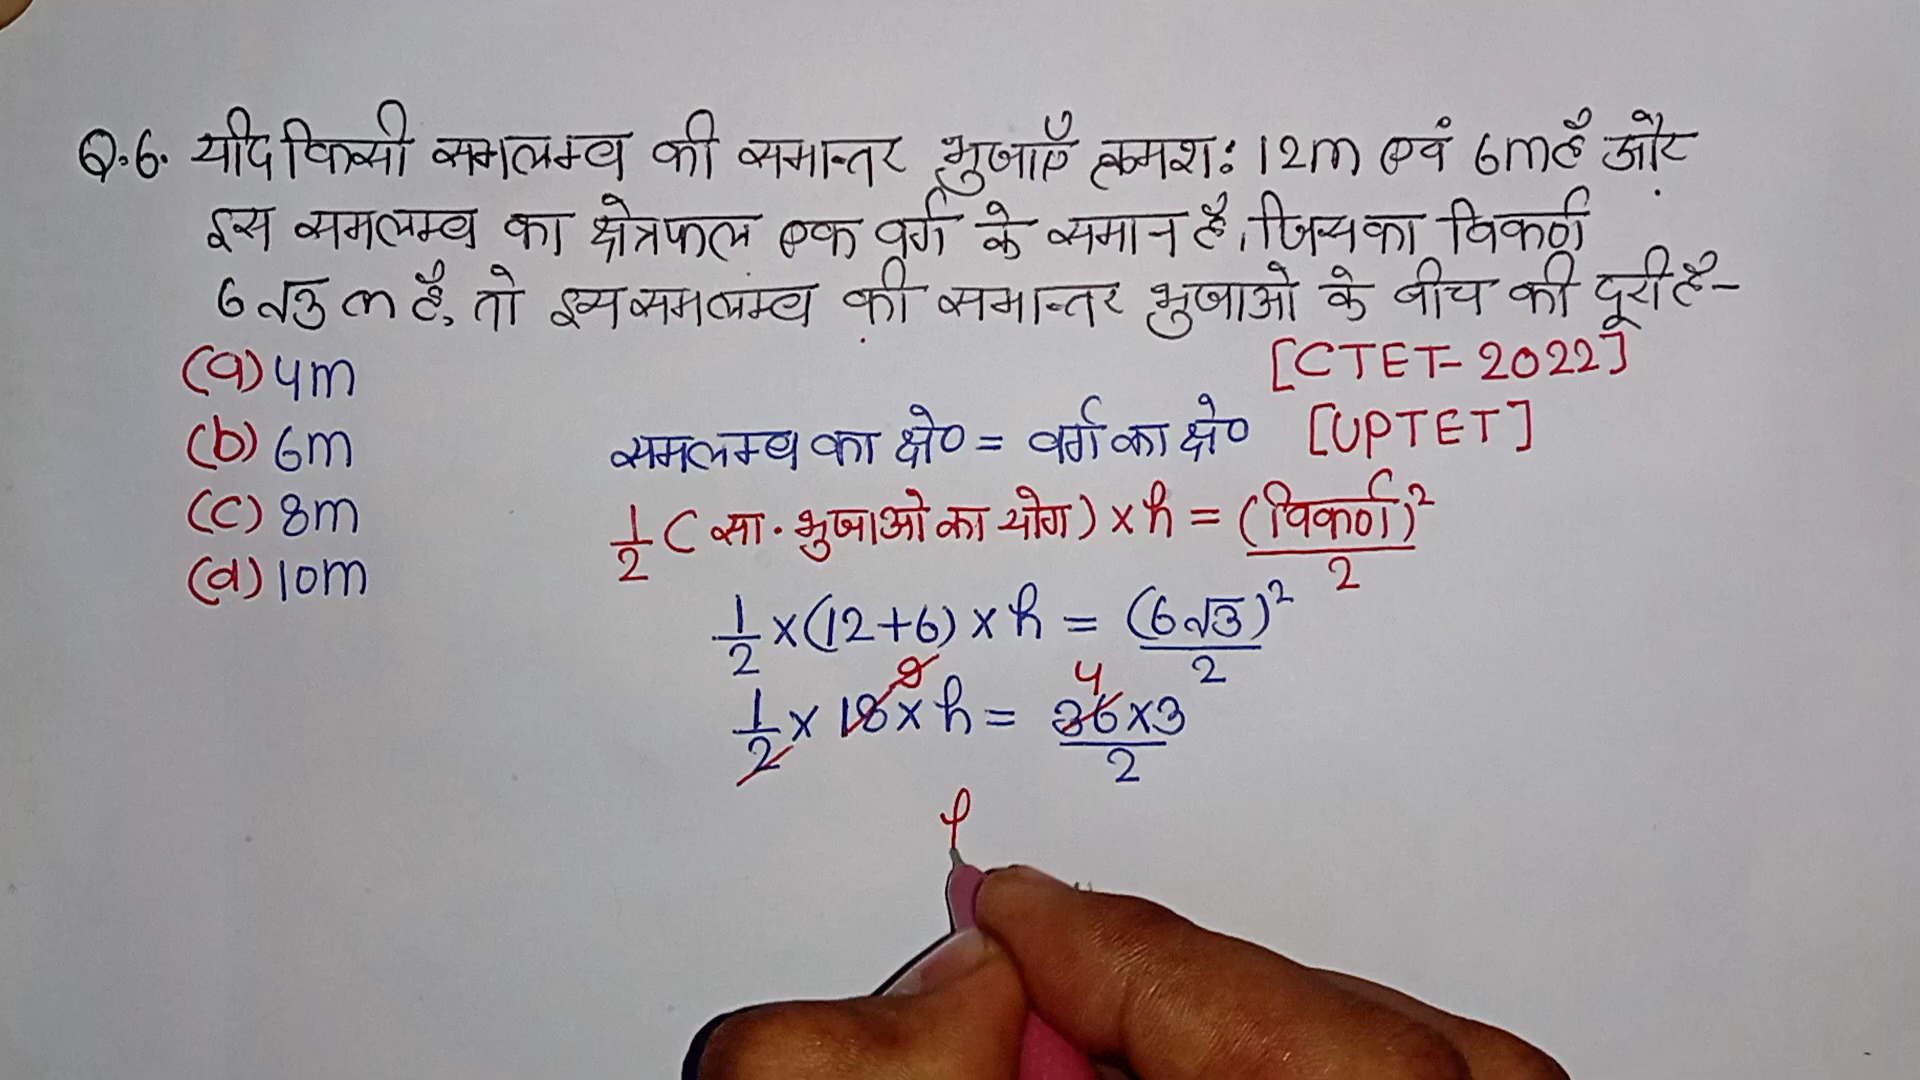 Q.6. यदि किसी समलम्ब की समान्तर भुजाएँ क्रमश: 12m एवं 6m है और
इस समलम्ब का क्षेत्रफल एक वर्ग के समान है, जिसका विकर्ण
6√3 m है, तो इस समलम्ब की समान्तर भुजाओ के बीच की दूरी है-
[CTET-2022]
(a) 4m
समलम्ब का क्षे० = वर्ग का क्षे० [UPTET]
(b) 6m
(c) 8m
1/2 (सा. भुजाओ का योग) × h = (विकर्ण)²/2
(d) 10m
1/2 × (12+6) × h = (6√3)²/2
9 4
1/2 × 18 × h = 36×3/2